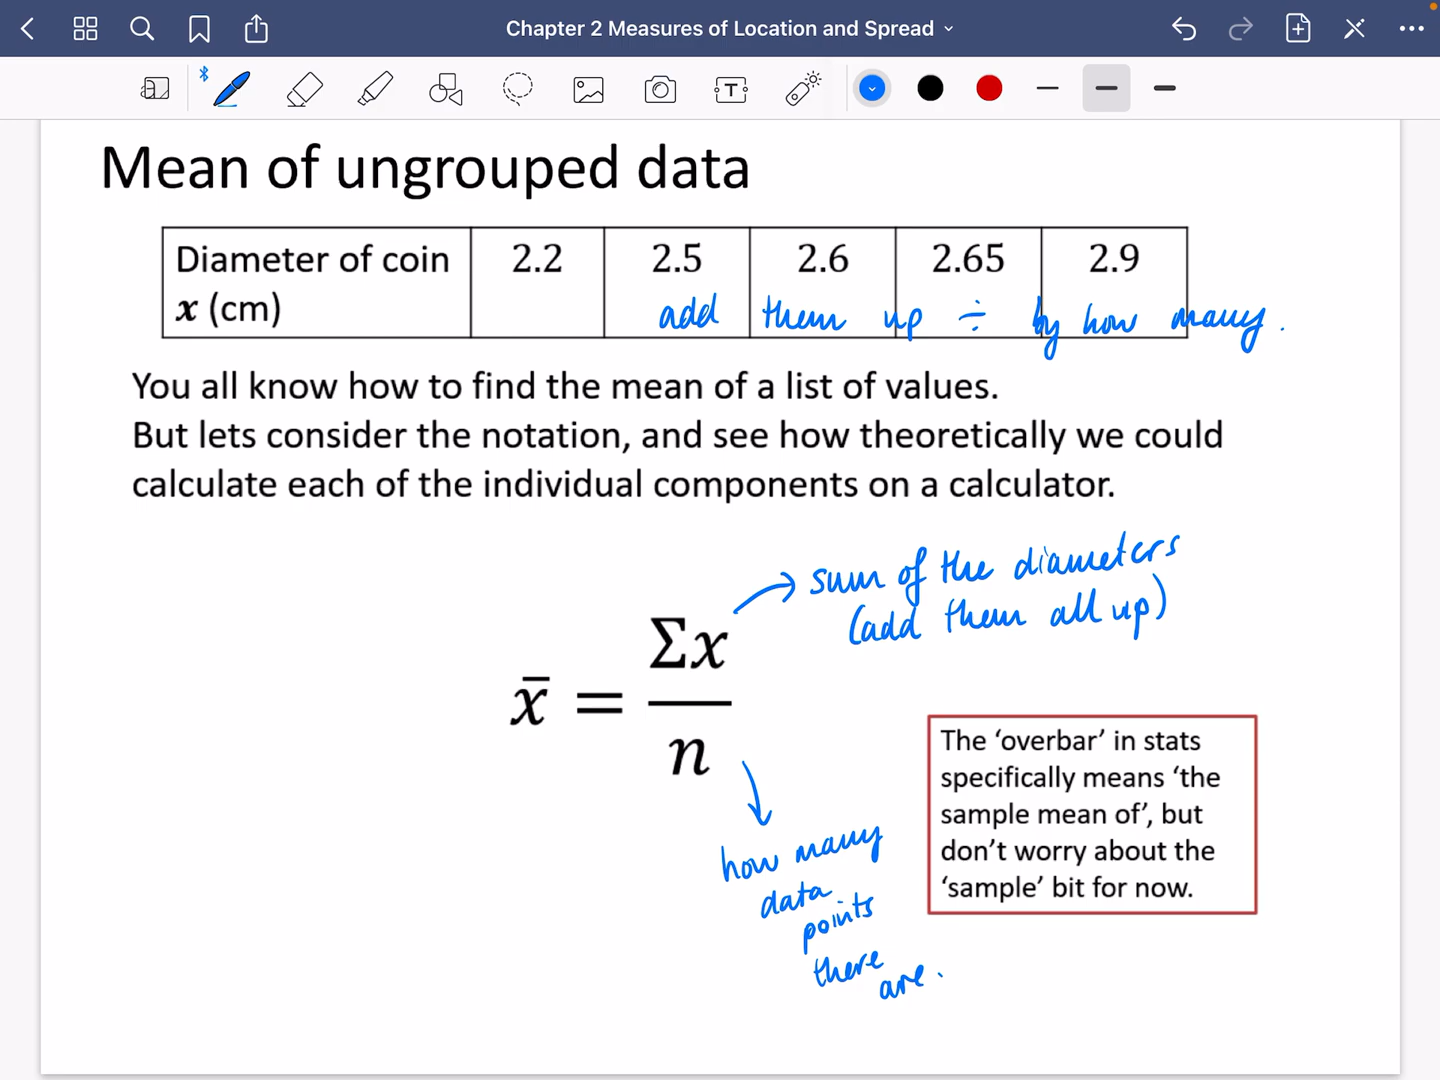 Chapter 2 Measures of Location and Spread
Mean of ungrouped data
Diameter of coin x (cm) 2.2 2.5 2.6 2.65 2.9
add them up ÷ by how many.
You all know how to find the mean of a list of values.
But lets consider the notation, and see how theoretically we could
calculate each of the individual components on a calculator.
sum of the diameters
(add them all up)
x̄ = Σx / n
how many
data
points
there
are.
The ‘overbar’ in stats
specifically means ‘the
sample mean of’, but
don’t worry about the
‘sample’ bit for now.